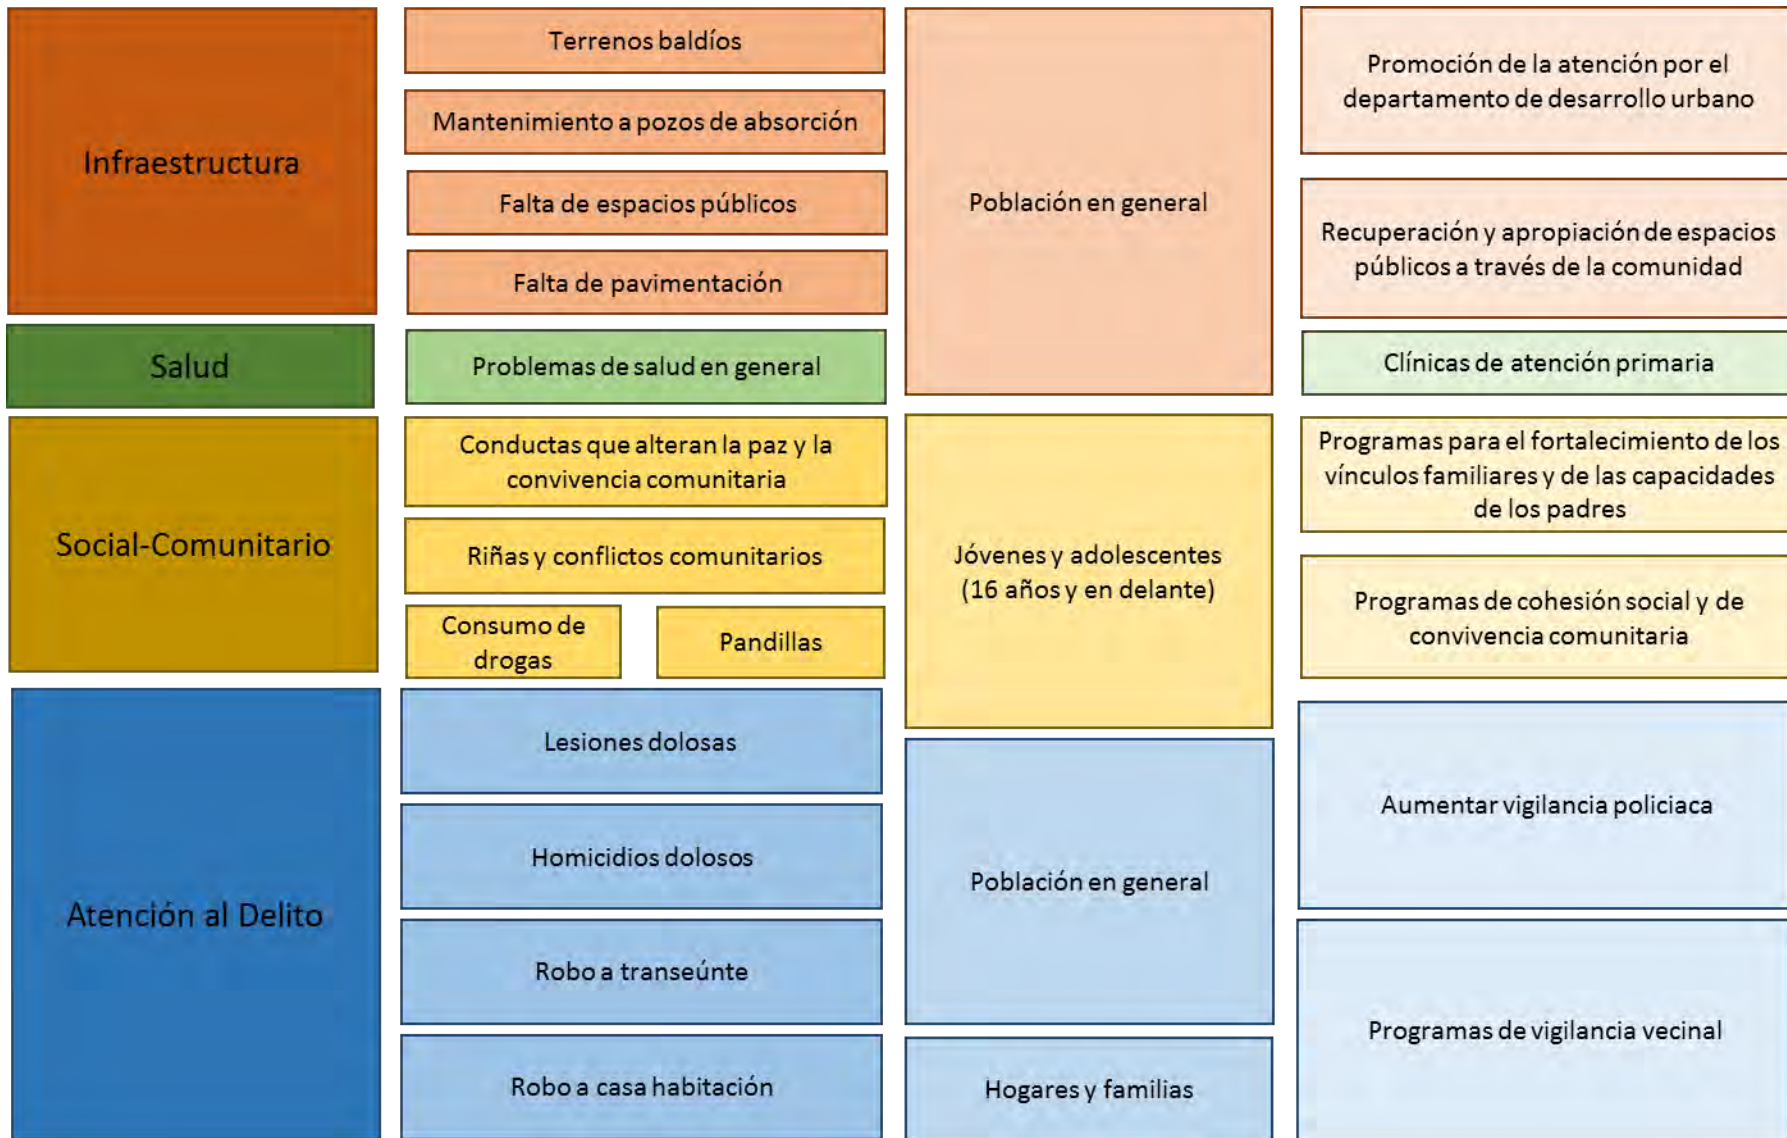 Infraestructura
Terrenos baldíos
Mantenimiento a pozos de absorción
Falta de espacios públicos
Falta de pavimentación
Población en general
Promoción de la atención por el
departamento de desarrollo urbano
Recuperación y apropiación de espacios
públicos a través de la comunidad
Salud
Problemas de salud en general
Clínicas de atención primaria
Social-Comunitario
Conductas que alteran la paz y la
convivencia comunitaria
Riñas y conflictos comunitarios
Consumo de
drogas
Pandillas
Jóvenes y adolescentes
(16 años y en delante)
Programas para el fortalecimiento de los
vínculos familiares y de las capacidades
de los padres
Programas de cohesión social y de
convivencia comunitaria
Atención al Delito
Lesiones dolosas
Homicidios dolosos
Robo a transeúnte
Robo a casa habitación
Población en general
Hogares y familias
Aumentar vigilancia policiaca
Programas de vigilancia vecinal